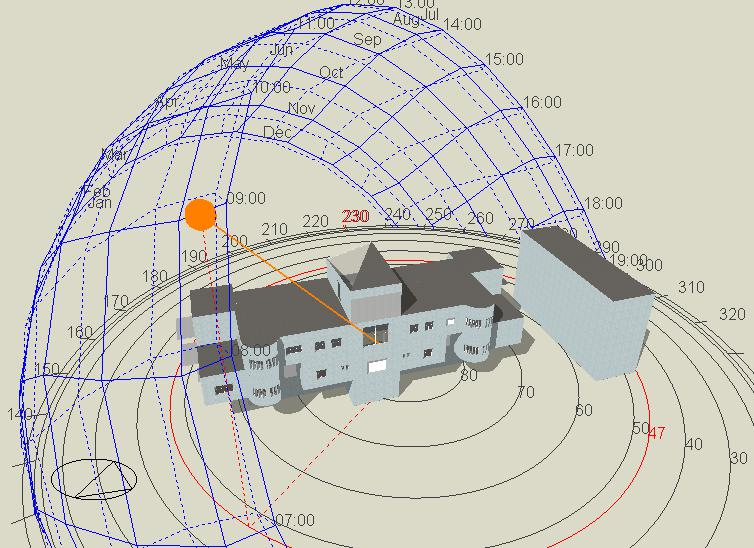 12:00 13:00
Aug Jul
11:00 14:00
Jun Sep
May Oct 15:00
10:00
Apr Nov 16:00
Dec
Mar 17:00
Feb 09:00
Jan 18:00
190 200 210 220 230 240 250 260 270
180 290 19:00 300
170 310
160 320
150 08:00
140 80 70 60 50 47 40 30
07:00